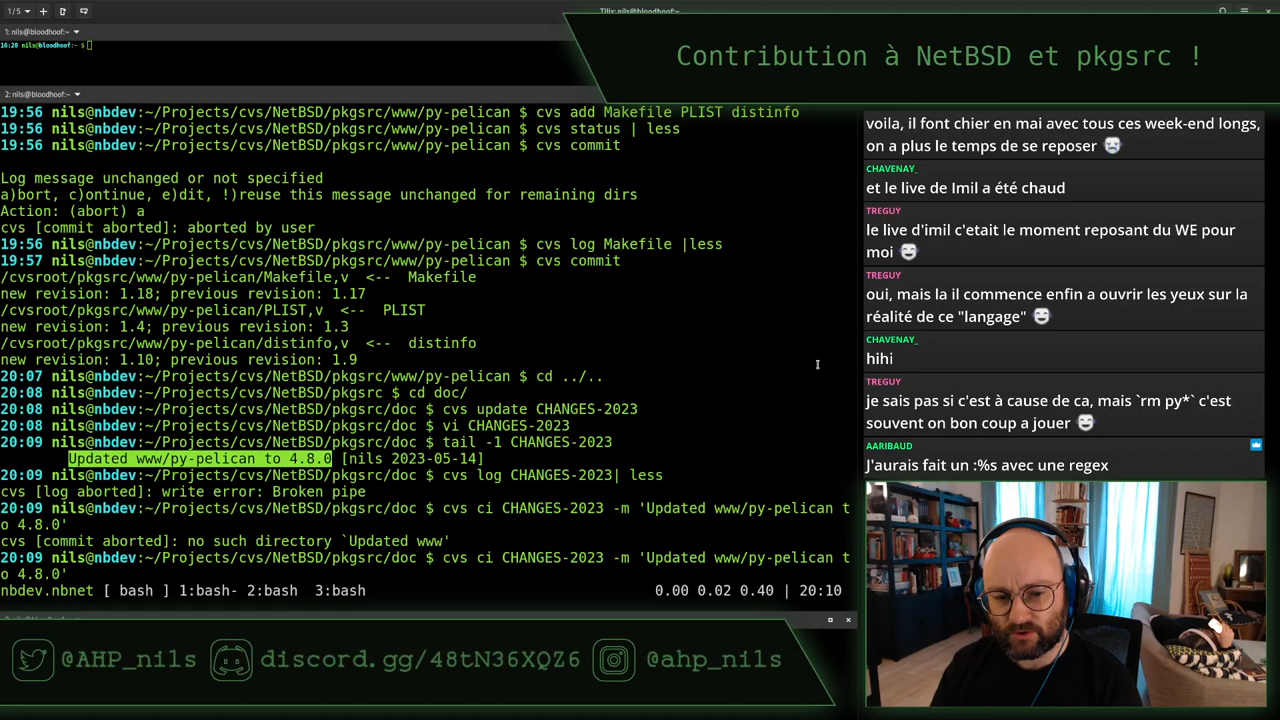 1/5
Tilix: nils@bloodhoof:~
1: nils@bloodhoof:~
16:20 nils@bloodhoof:~ $
2: nils@bloodhoof:~
Contribution à NetBSD et pkgsrc !
19:56 nils@nbdev:~/Projects/cvs/NetBSD/pkgsrc/www/py-pelican $ cvs add Makefile PLIST distinfo
19:56 nils@nbdev:~/Projects/cvs/NetBSD/pkgsrc/www/py-pelican $ cvs status | less
19:56 nils@nbdev:~/Projects/cvs/NetBSD/pkgsrc/www/py-pelican $ cvs commit
Log message unchanged or not specified
a)bort, c)ontinue, e)dit, !)reuse this message unchanged for remaining dirs
Action: (abort) a
cvs [commit aborted]: aborted by user
19:56 nils@nbdev:~/Projects/cvs/NetBSD/pkgsrc/www/py-pelican $ cvs log Makefile |less
19:57 nils@nbdev:~/Projects/cvs/NetBSD/pkgsrc/www/py-pelican $ cvs commit
/cvsroot/pkgsrc/www/py-pelican/Makefile,v  <--  Makefile
new revision: 1.18; previous revision: 1.17
/cvsroot/pkgsrc/www/py-pelican/PLIST,v  <--  PLIST
new revision: 1.4; previous revision: 1.3
/cvsroot/pkgsrc/www/py-pelican/distinfo,v  <--  distinfo
new revision: 1.10; previous revision: 1.9
20:07 nils@nbdev:~/Projects/cvs/NetBSD/pkgsrc/www/py-pelican $ cd ../..
20:08 nils@nbdev:~/Projects/cvs/NetBSD/pkgsrc $ cd doc/
20:08 nils@nbdev:~/Projects/cvs/NetBSD/pkgsrc/doc $ cvs update CHANGES-2023
20:08 nils@nbdev:~/Projects/cvs/NetBSD/pkgsrc/doc $ vi CHANGES-2023
20:09 nils@nbdev:~/Projects/cvs/NetBSD/pkgsrc/doc $ tail -1 CHANGES-2023
Updated www/py-pelican to 4.8.0 [nils 2023-05-14]
20:09 nils@nbdev:~/Projects/cvs/NetBSD/pkgsrc/doc $ cvs log CHANGES-2023| less
cvs [log aborted]: write error: Broken pipe
20:09 nils@nbdev:~/Projects/cvs/NetBSD/pkgsrc/doc $ cvs ci CHANGES-2023 -m 'Updated www/py-pelican t
o 4.8.0'
cvs [commit aborted]: no such directory `Updated www'
20:09 nils@nbdev:~/Projects/cvs/NetBSD/pkgsrc/doc $ cvs ci CHANGES-2023 -m 'Updated www/py-pelican t
o 4.8.0'
nbdev.nbnet [ bash ] 1:bash- 2:bash  3:bash 0.00 0.02 0.40 | 20:10
voila, il font chier en mai avec tous ces week-end longs,
on a plus le temps de se reposer
CHAVENAY_
et le live de Imil a été chaud
TREGUY
le live d'imil c'etait le moment reposant du WE pour
moi
TREGUY
oui, mais la il commence enfin a ouvrir les yeux sur la
réalité de ce "langage"
CHAVENAY_
hihi
TREGUY
je sais pas si c'est à cause de ca, mais `rm py*` c'est
souvent on bon coup a jouer
AARIBAUD
J'aurais fait un :%s avec une regex
@AHP_nils
discord.gg/48tN36XQZ6
@ahp_nils